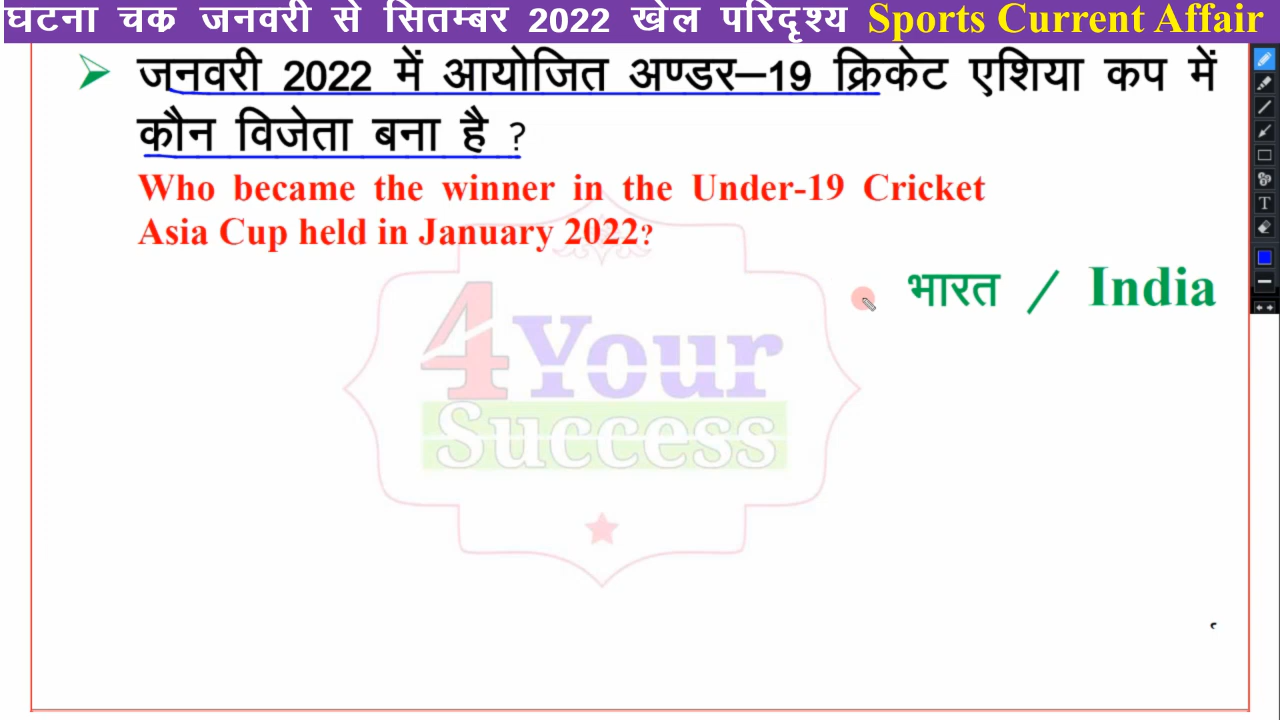 घटना चक्र जनवरी से सितम्बर 2022 खेल परिदृश्य Sports Current Affair
जनवरी 2022 में आयोजित अण्डर–19 क्रिकेट एशिया कप में
कौन विजेता बना है ?
Who became the winner in the Under-19 Cricket
Asia Cup held in January 2022?
भारत / India
4Your
Success